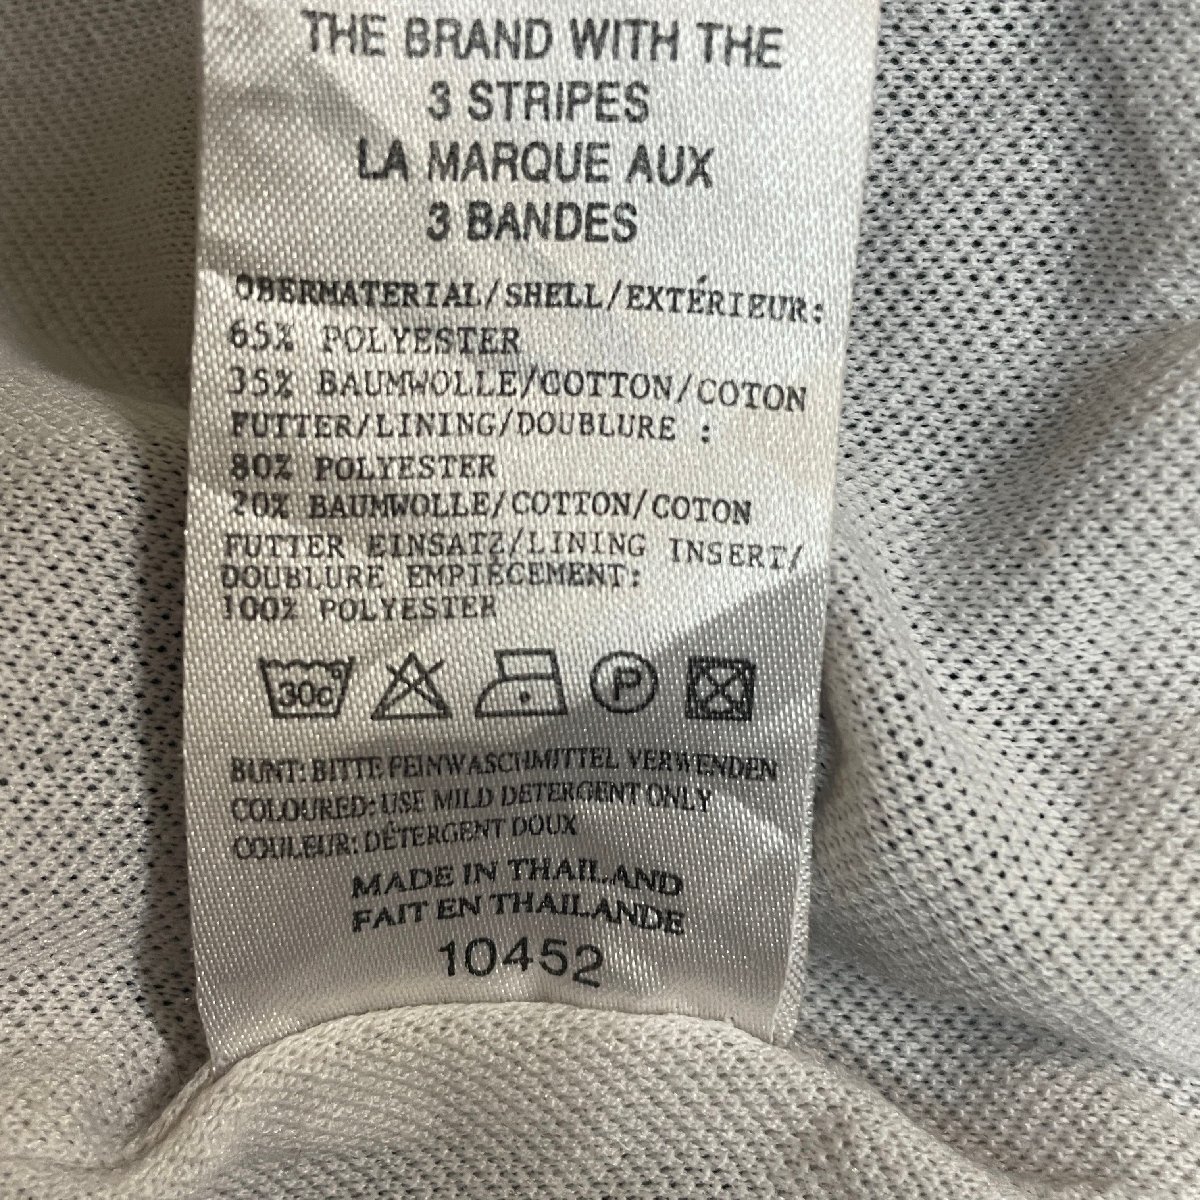 THE BRAND WITH THE
3 STRIPES
LA MARQUE AUX
3 BANDES
OBERMATERIAL/SHELL/EXTÉRIEUR:
65% POLYESTER
35% BAUMWOLLE/COTTON/COTON
FUTTER/LINING/DOUBLURE :
80% POLYESTER
20% BAUMWOLLE/COTTON/COTON
FUTTER EINSATZ/LINING INSERT/
DOUBLURE EMPIÈCEMENT:
100% POLYESTER
30c P
BUNT: BITTE FEINWASCHMITTEL VERWENDEN
COLOURED: USE MILD DETERGENT ONLY
COULEUR: DÉTERGENT DOUX
MADE IN THAILAND
FAIT EN THAILANDE
10452